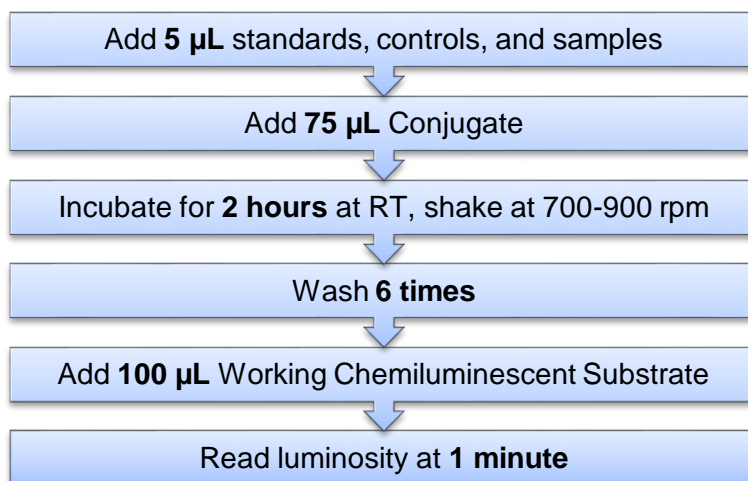 Add 5 µL standards, controls, and samples
Add 75 µL Conjugate
Incubate for 2 hours at RT, shake at 700-900 rpm
Wash 6 times
Add 100 µL Working Chemiluminescent Substrate
Read luminosity at 1 minute